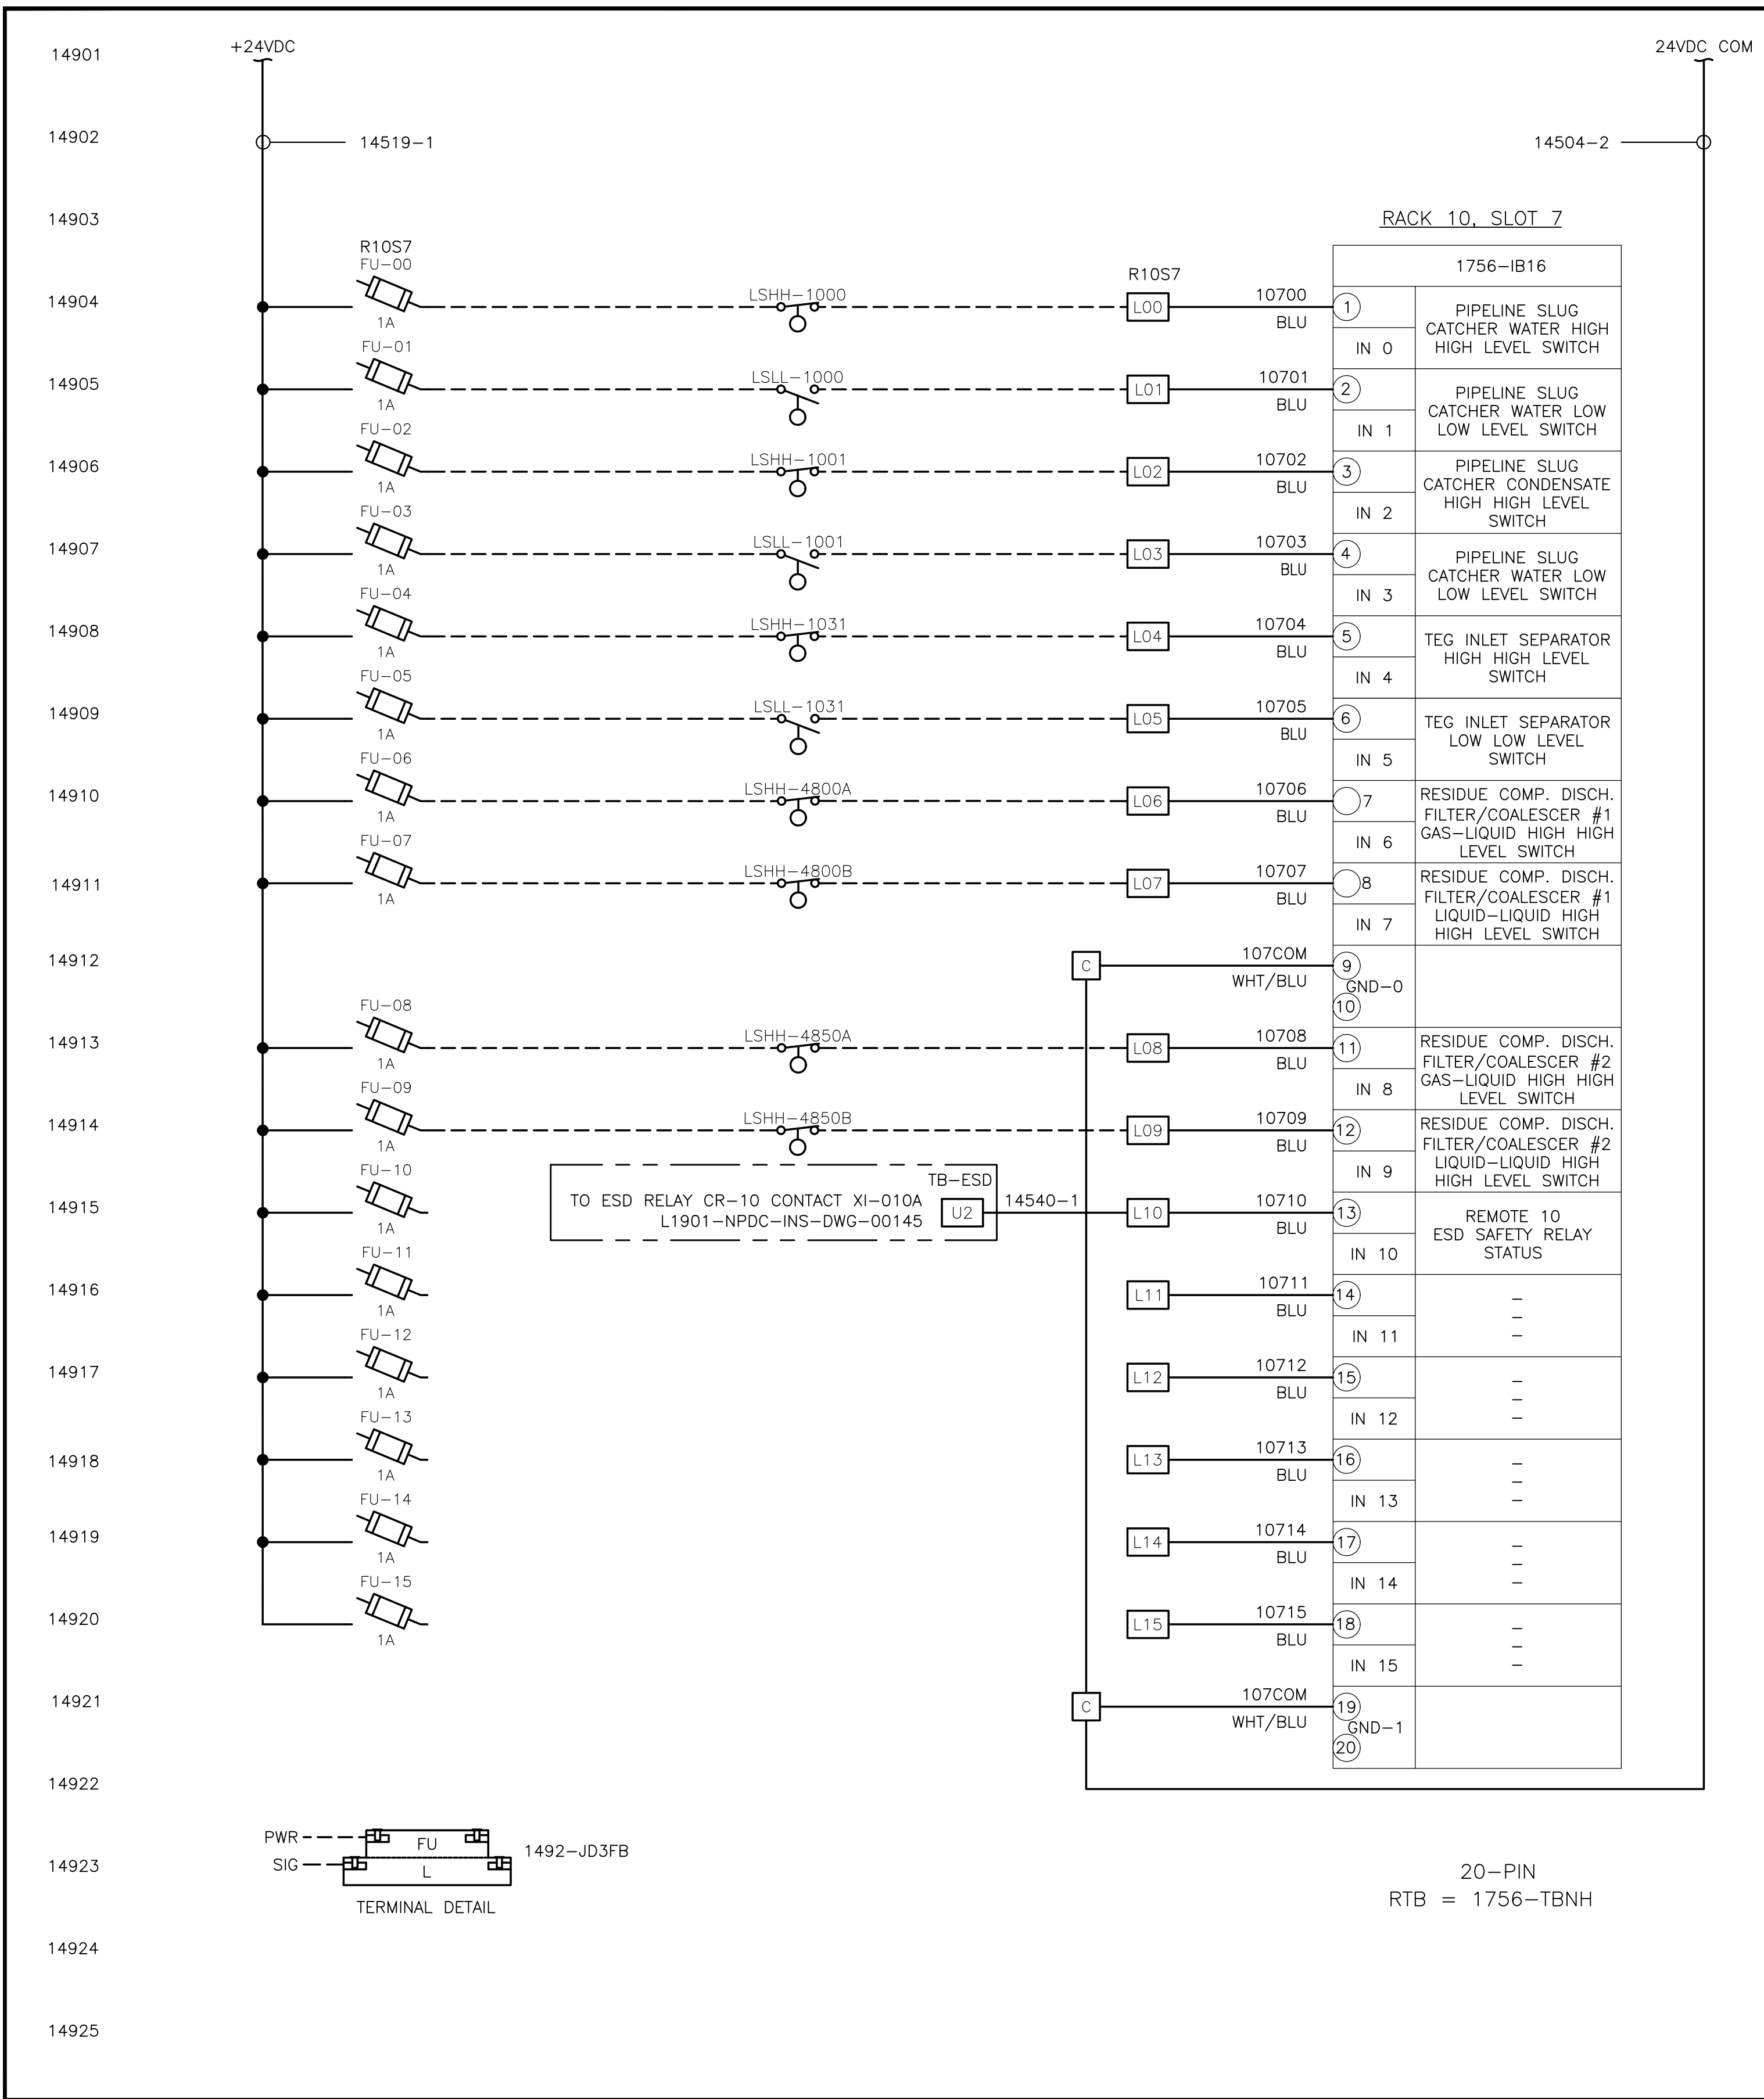 14901
+24VDC
24VDC COM
14902
14519-1
14504-2
14903
RACK 10, SLOT 7
R10S7
FU-00
R10S7
1756-IB16
14904
1A
LSHH-1000
L00
10700
BLU
1
IN 0
PIPELINE SLUG
CATCHER WATER HIGH
HIGH LEVEL SWITCH
FU-01
14905
1A
LSLL-1000
L01
10701
BLU
2
IN 1
PIPELINE SLUG
CATCHER WATER LOW
LOW LEVEL SWITCH
FU-02
14906
1A
LSHH-1001
L02
10702
BLU
3
IN 2
PIPELINE SLUG
CATCHER CONDENSATE
HIGH HIGH LEVEL
SWITCH
FU-03
14907
1A
LSLL-1001
L03
10703
BLU
4
IN 3
PIPELINE SLUG
CATCHER WATER LOW
LOW LEVEL SWITCH
FU-04
14908
1A
LSHH-1031
L04
10704
BLU
5
IN 4
TEG INLET SEPARATOR
HIGH HIGH LEVEL
SWITCH
FU-05
14909
1A
LSLL-1031
L05
10705
BLU
6
IN 5
TEG INLET SEPARATOR
LOW LOW LEVEL
SWITCH
FU-06
14910
1A
LSHH-4800A
L06
10706
BLU
7
IN 6
RESIDUE COMP. DISCH.
FILTER/COALESCER #1
GAS-LIQUID HIGH HIGH
LEVEL SWITCH
FU-07
14911
1A
LSHH-4800B
L07
10707
BLU
8
IN 7
RESIDUE COMP. DISCH.
FILTER/COALESCER #1
LIQUID-LIQUID HIGH
HIGH LEVEL SWITCH
14912
C
107COM
WHT/BLU
9
GND-0
10
FU-08
14913
1A
LSHH-4850A
L08
10708
BLU
11
IN 8
RESIDUE COMP. DISCH.
FILTER/COALESCER #2
GAS-LIQUID HIGH HIGH
LEVEL SWITCH
FU-09
14914
1A
LSHH-4850B
L09
10709
BLU
12
IN 9
RESIDUE COMP. DISCH.
FILTER/COALESCER #2
LIQUID-LIQUID HIGH
HIGH LEVEL SWITCH
FU-10
14915
1A
TB-ESD
TO ESD RELAY CR-10 CONTACT XI-010A
L1901-NPDC-INS-DWG-00145
U2
14540-1
L10
10710
BLU
13
IN 10
REMOTE 10
ESD SAFETY RELAY
STATUS
FU-11
14916
1A
L11
10711
BLU
14
IN 11
–
–
–
FU-12
14917
1A
L12
10712
BLU
15
IN 12
–
–
–
FU-13
14918
1A
L13
10713
BLU
16
IN 13
–
–
–
FU-14
14919
1A
L14
10714
BLU
17
IN 14
–
–
–
FU-15
14920
1A
L15
10715
BLU
18
IN 15
–
–
–
14921
C
107COM
WHT/BLU
19
GND-1
20
14922
PWR
FU
1492-JD3FB
14923
SIG
L
TERMINAL DETAIL
20-PIN
RTB = 1756-TBNH
14924
14925